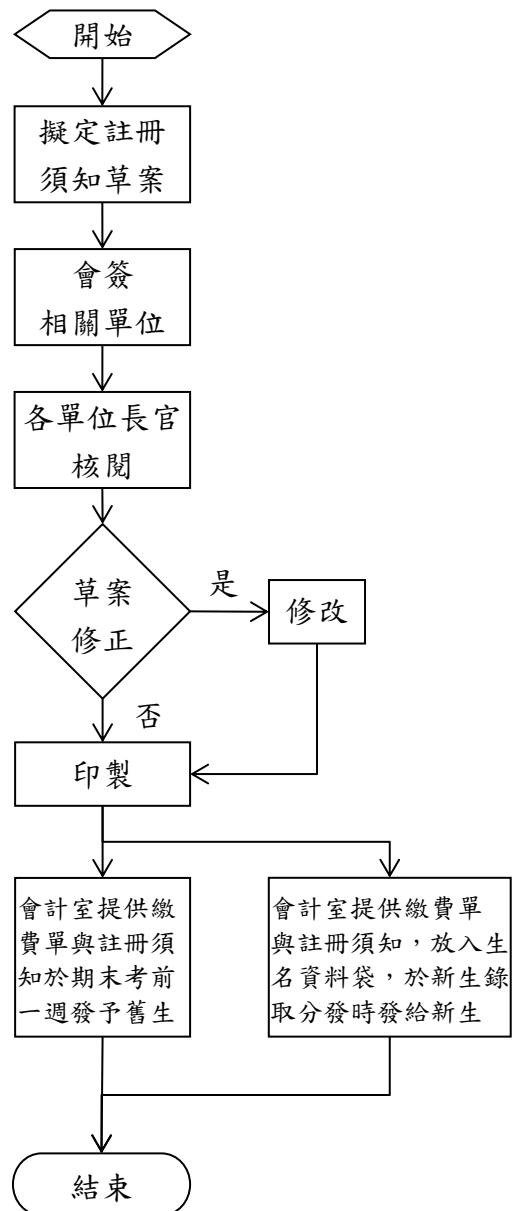 開始
擬定註冊
須知草案
會簽
相關單位
各單位長官
核閱
草案
修正
是
修改
否
印製
會計室提供繳
費單與註冊須
知於期末考前
一週發予舊生
會計室提供繳費單
與註冊須知，放入生
名資料袋，於新生錄
取分發時發給新生
結束